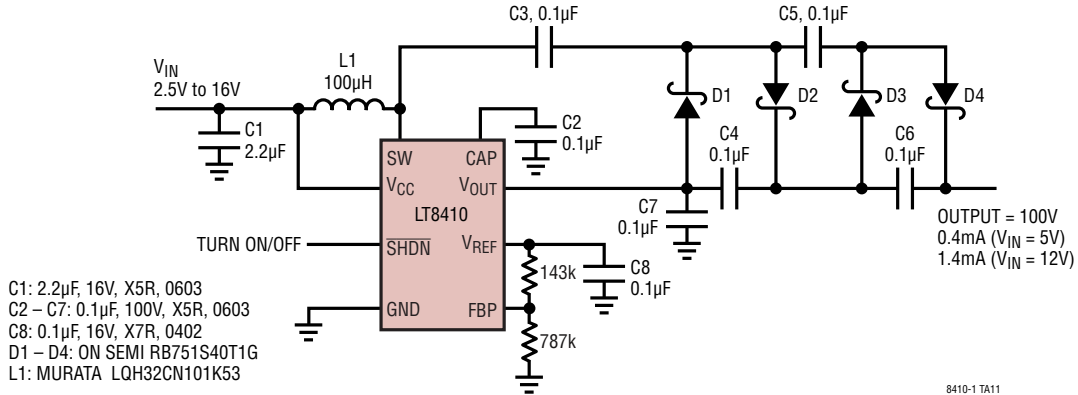 C3, 0.1µF
C5, 0.1µF
V_IN
2.5V to 16V
L1
100µH
C1
2.2µF
C2
0.1µF
D1
D2
D3
D4
C4
0.1µF
C6
0.1µF
SW
CAP
V_CC
V_OUT
LT8410
SHDN
V_REF
GND
FBP
TURN ON/OFF
C7
0.1µF
143k
C8
0.1µF
787k
OUTPUT = 100V
0.4mA (V_IN = 5V)
1.4mA (V_IN = 12V)
C1: 2.2µF, 16V, X5R, 0603
C2 – C7: 0.1µF, 100V, X5R, 0603
C8: 0.1µF, 16V, X7R, 0402
D1 – D4: ON SEMI RB751S40T1G
L1: MURATA LQH32CN101K53
8410-1 TA11